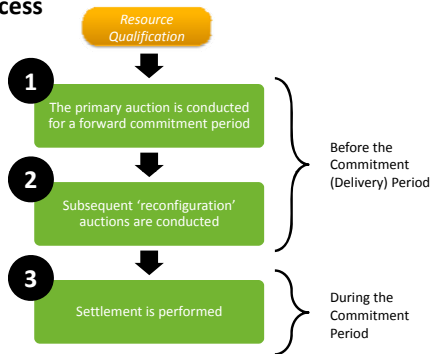 cess
Resource
Qualification
1
The primary auction is conducted
for a forward commitment period
Before the
Commitment
(Delivery) Period
2
Subsequent ‘reconfiguration’
auctions are conducted
3
Settlement is performed
During the
Commitment
Period